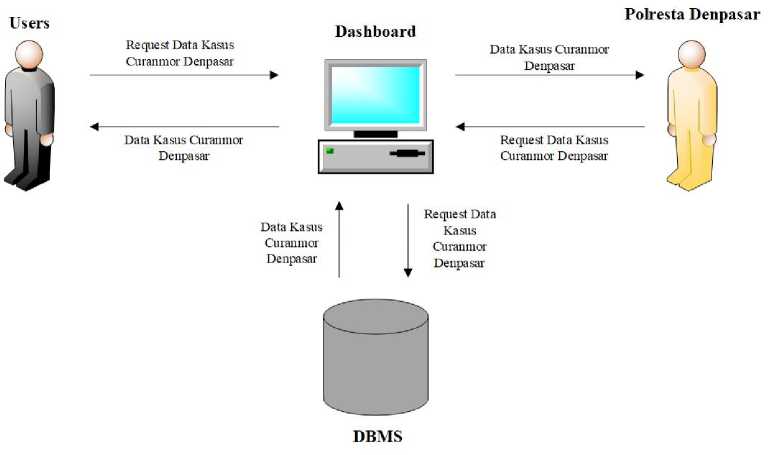 Users
Dashboard
Polresta Denpasar
Request Data Kasus
Curanmor Denpasar
Data Kasus Curanmor
Denpasar
Data Kasus Curanmor
Denpasar
Request Data Kasus
Curanmor Denpasar
Data Kasus
Curanmor
Denpasar
Request Data
Kasus
Curanmor
Denpasar
DBMS